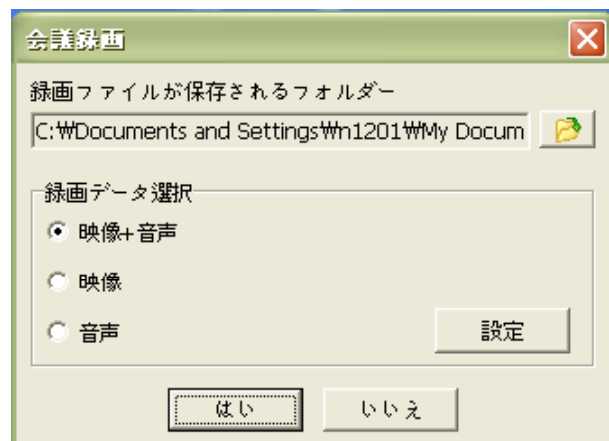 会議録画
録画ファイルが保存されるフォルダー
C:₩Documents and Settings₩n1201₩My Docum
録画データ選択
映像+音声
映像
音声
設定
はい
いいえ